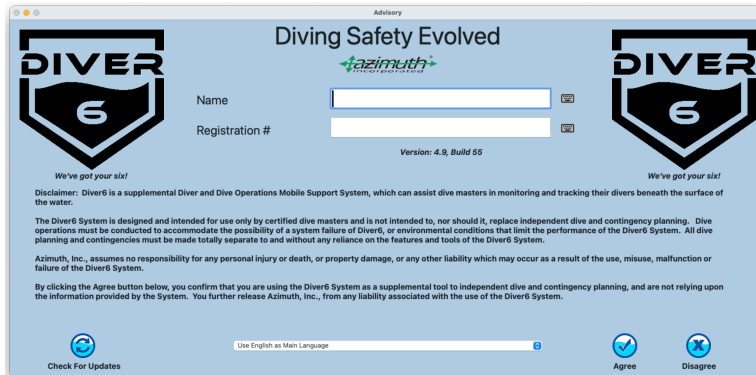 Advisory
Diving Safety Evolved
DIVER
6
We've got your six!
azimuth
incorporated
DIVER
6
We've got your six!
Name
Registration #
Version: 4.9, Build 55
Disclaimer: Diver6 is a supplemental Diver and Dive Operations Mobile Support System, which can assist dive masters in monitoring and tracking their divers beneath the surface of
the water.
The Diver6 System is designed and intended for use only by certified dive masters and is not intended to, nor should it, replace independent dive and contingency planning. Dive
operations must be conducted to accommodate the possibility of a system failure of Diver6, or environmental conditions that limit the performance of the Diver6 System. All dive
planning and contingencies must be made totally separate to and without any reliance on the features and tools of the Diver6 System.
Azimuth, Inc., assumes no responsibility for any personal injury or death, or property damage, or any other liability which may occur as a result of the use, misuse, malfunction or
failure of the Diver6 System.
By clicking the Agree button below, you confirm that you are using the Diver6 System as a supplemental tool to independent dive and contingency planning, and are not relying upon
the information provided by the System. You further release Azimuth, Inc., from any liability associated with the use of the Diver6 System.
Check For Updates
Use English as Main Language
Agree
Disagree